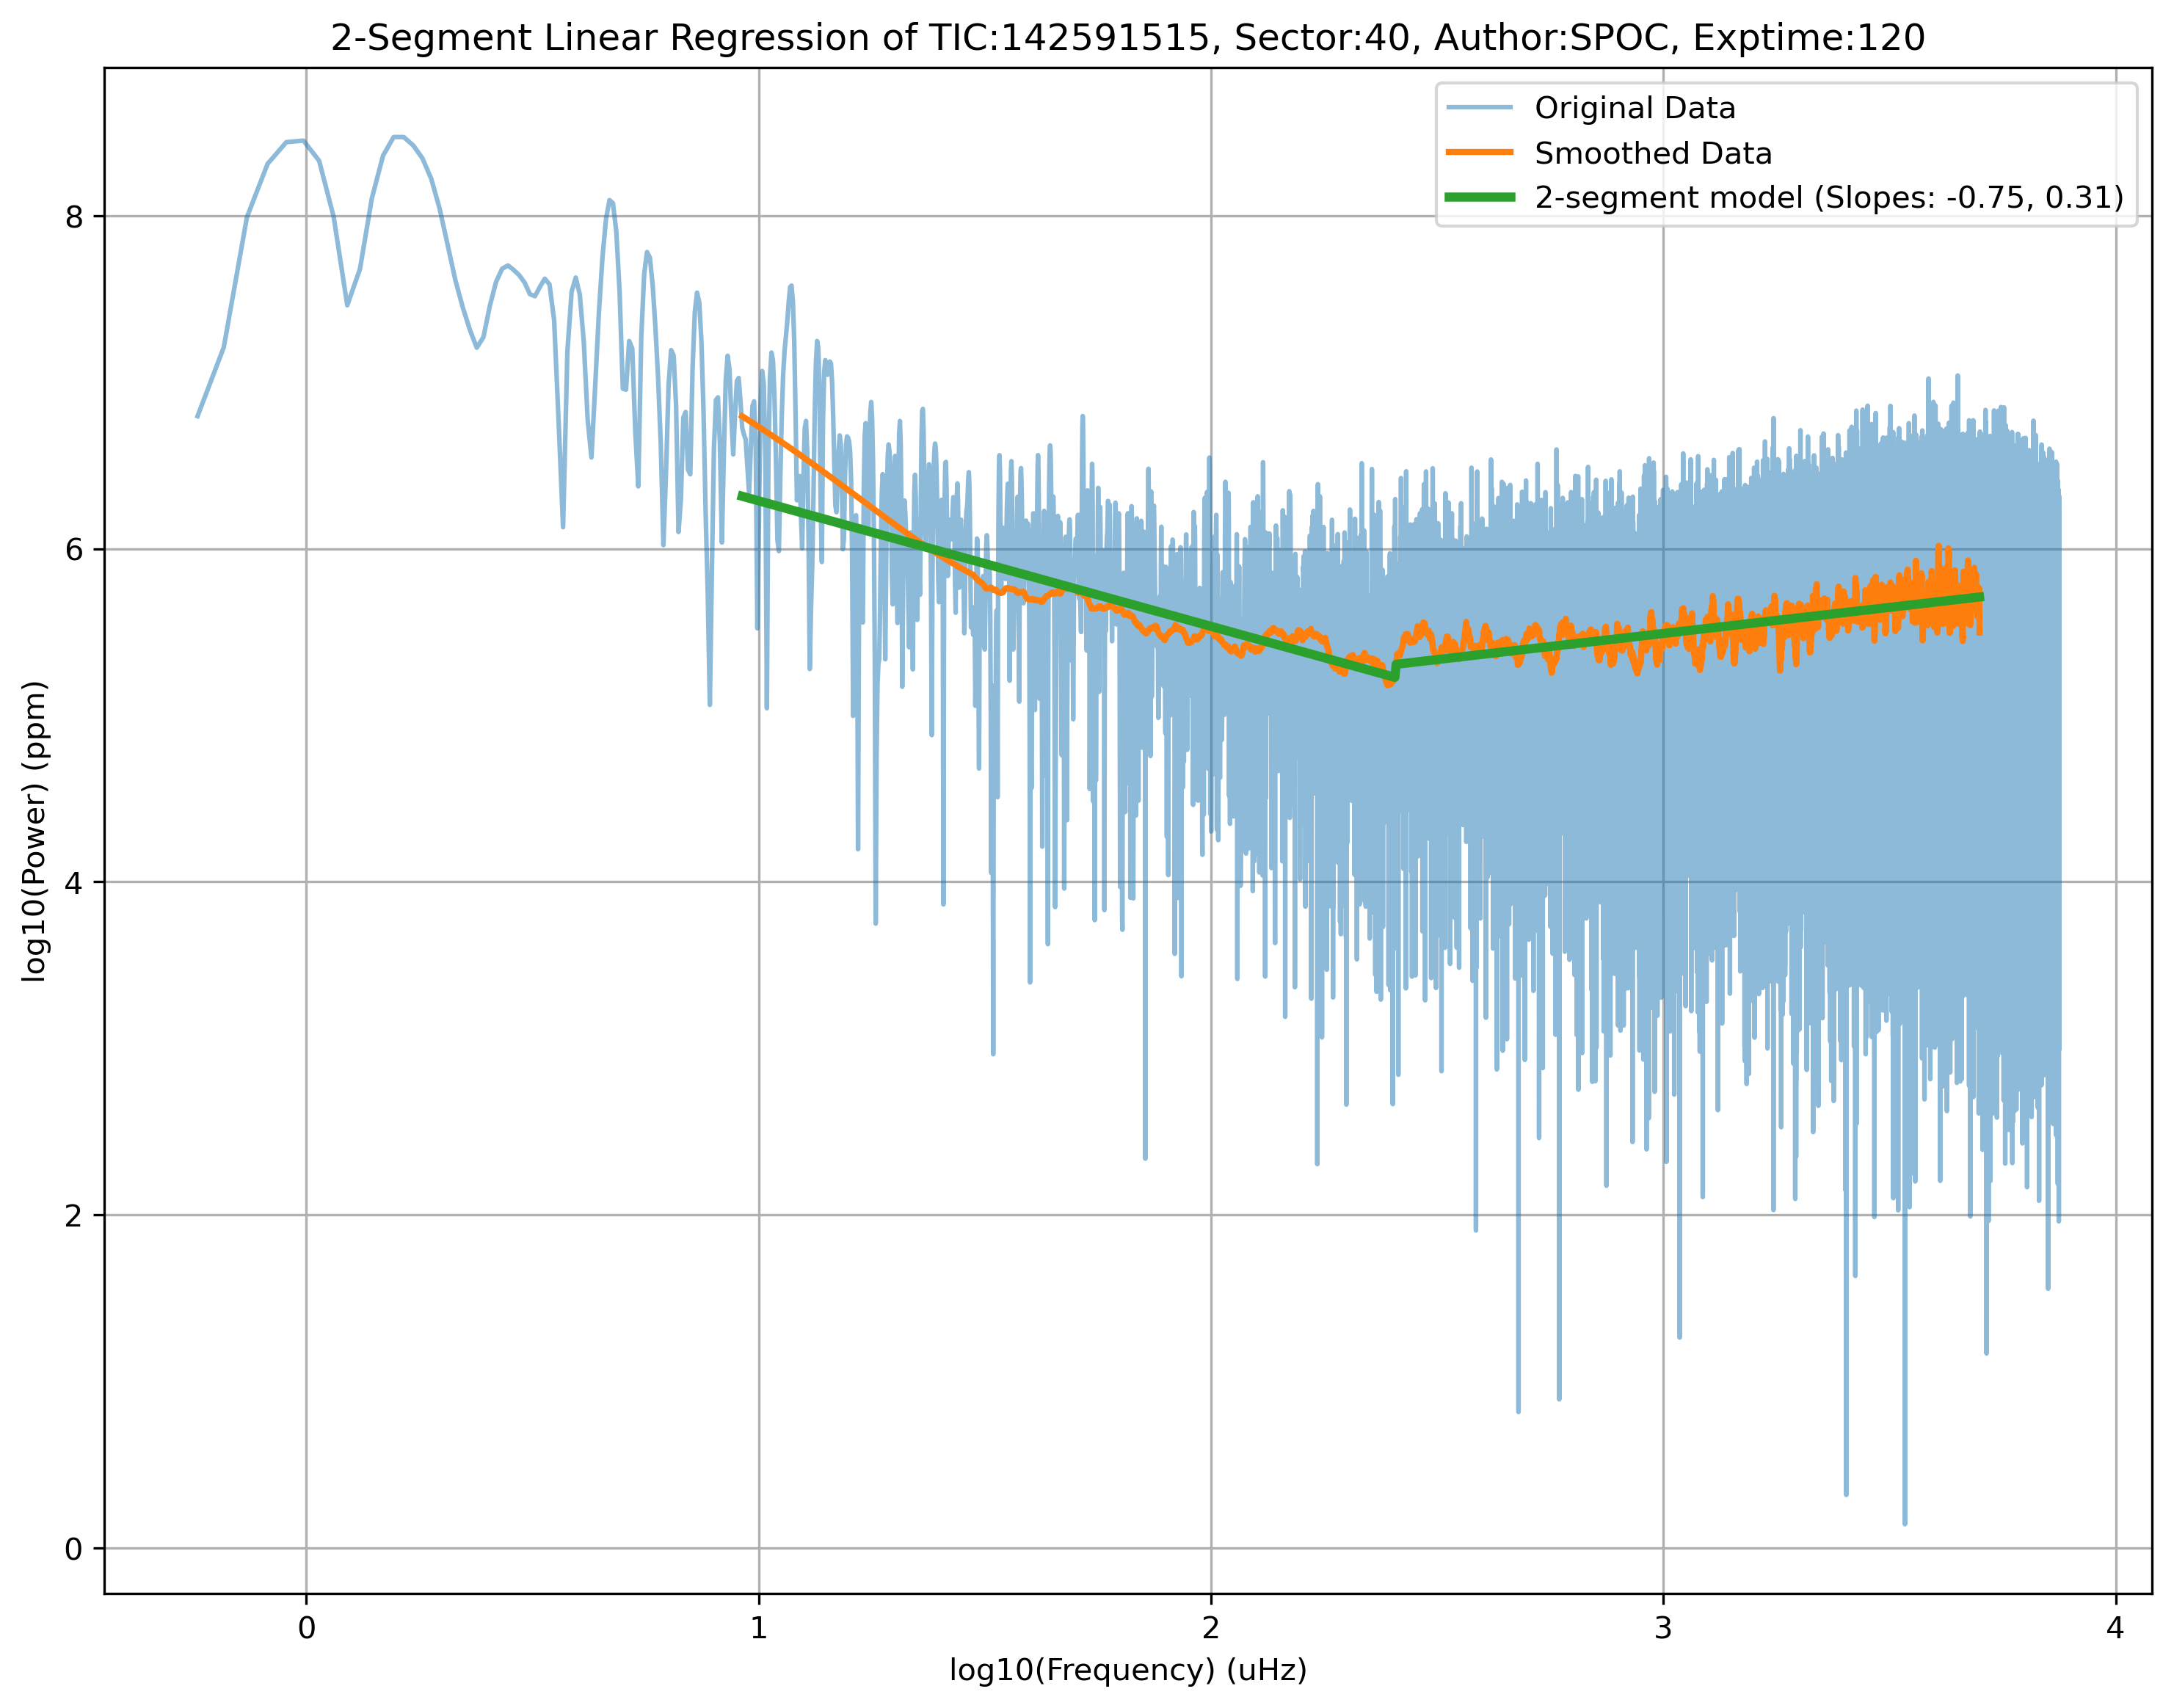 2-Segment Linear Regression of TIC:142591515, Sector:40, Author:SPOC, Exptime:120
Original Data
Smoothed Data
2-segment model (Slopes: -0.75, 0.31)
log10(Power) (ppm)
8
6
4
2
0
0 1 2 3 4
log10(Frequency) (uHz)